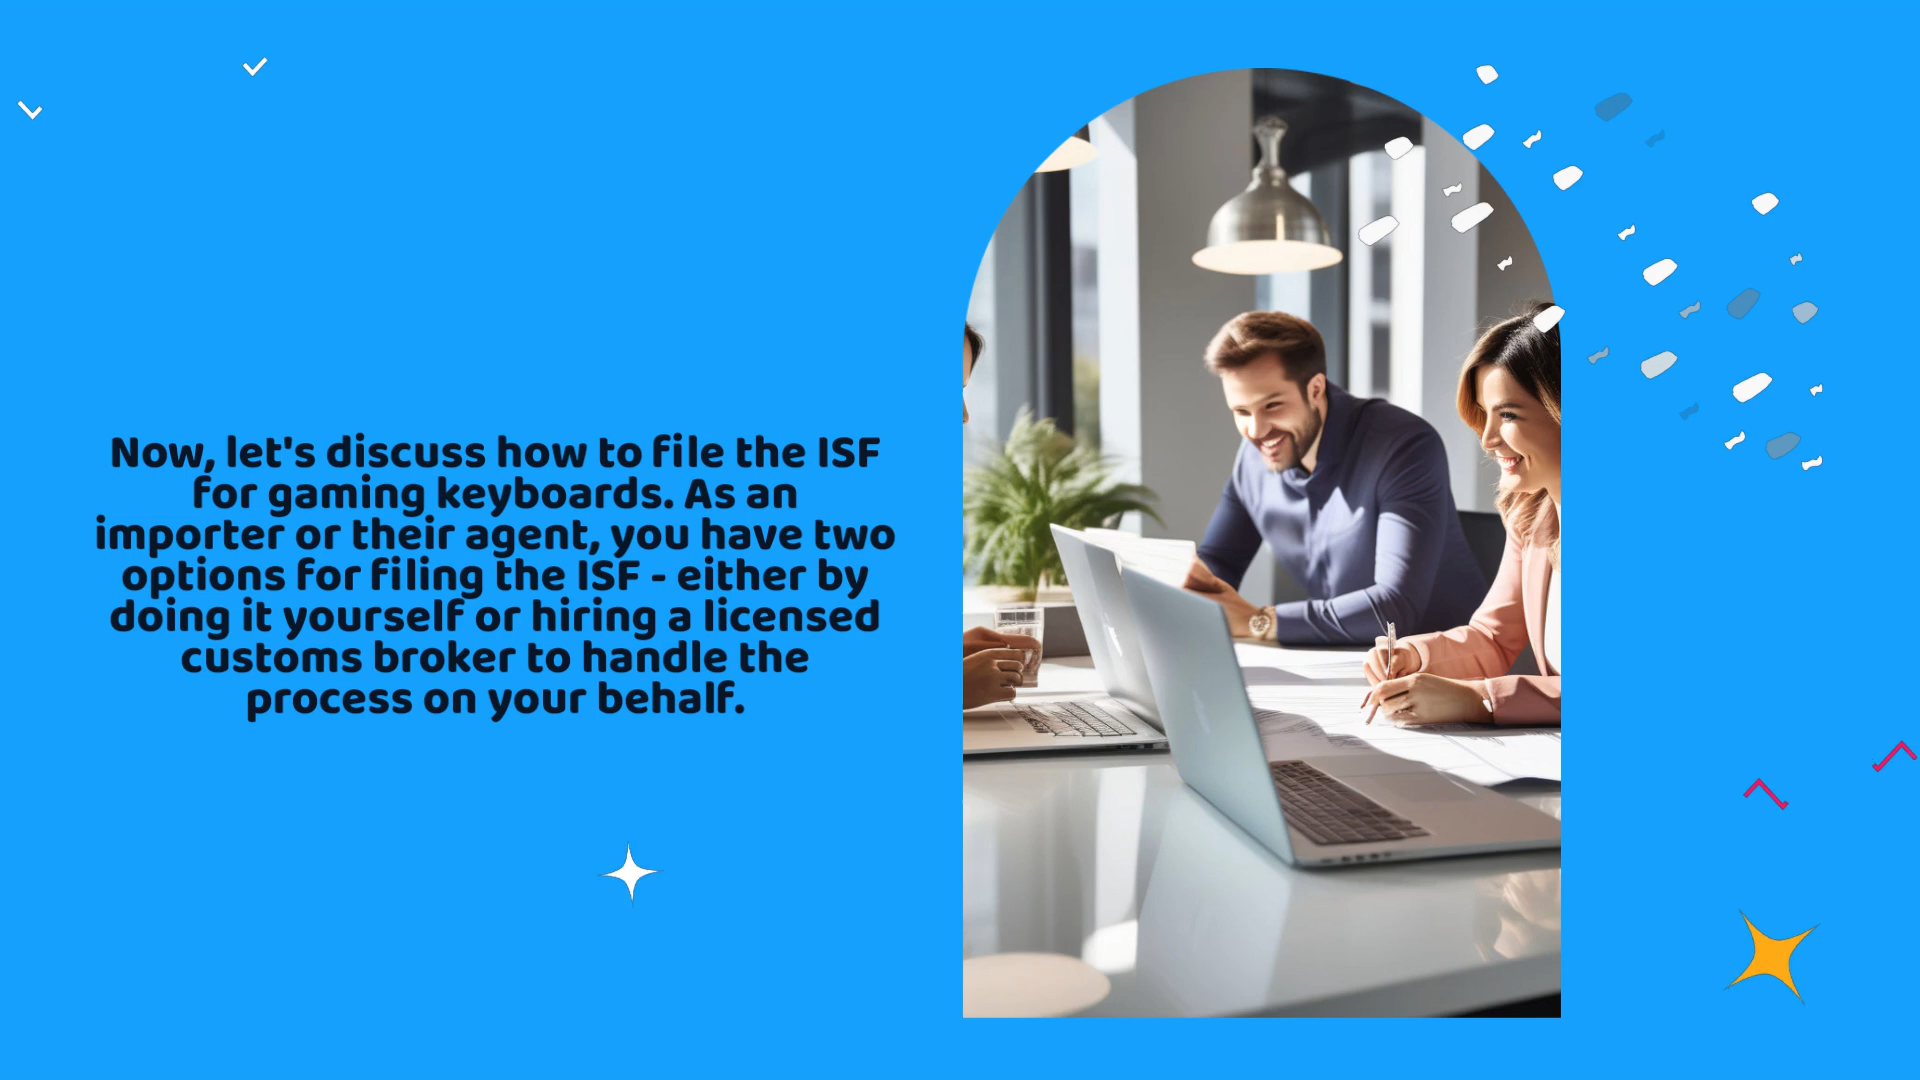 Now, let's discuss how to file the ISF
for gaming keyboards. As an
importer or their agent, you have two
options for filing the ISF - either by
doing it yourself or hiring a licensed
customs broker to handle the
process on your behalf.